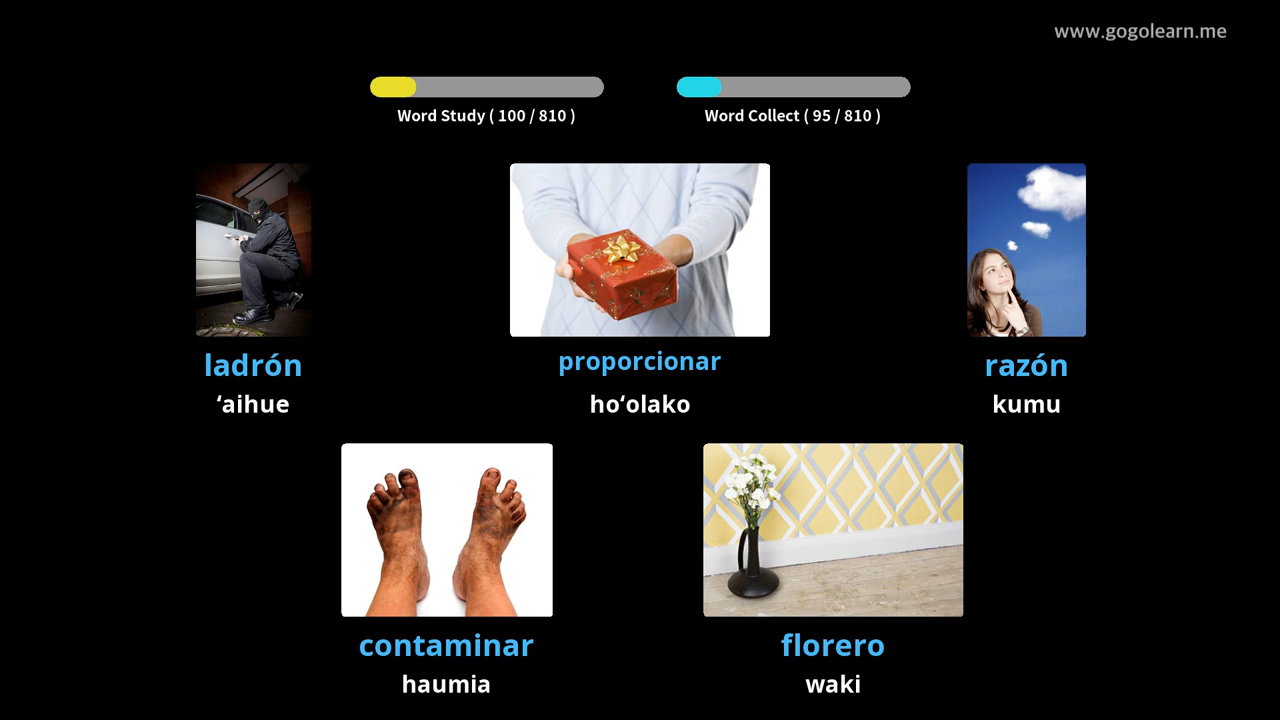 www.gogolearn.me
Word Study ( 100 / 810 )
Word Collect ( 95 / 810 )
ladrón
ʻaihue
proporcionar
hoʻolako
razón
kumu
contaminar
haumia
florero
waki